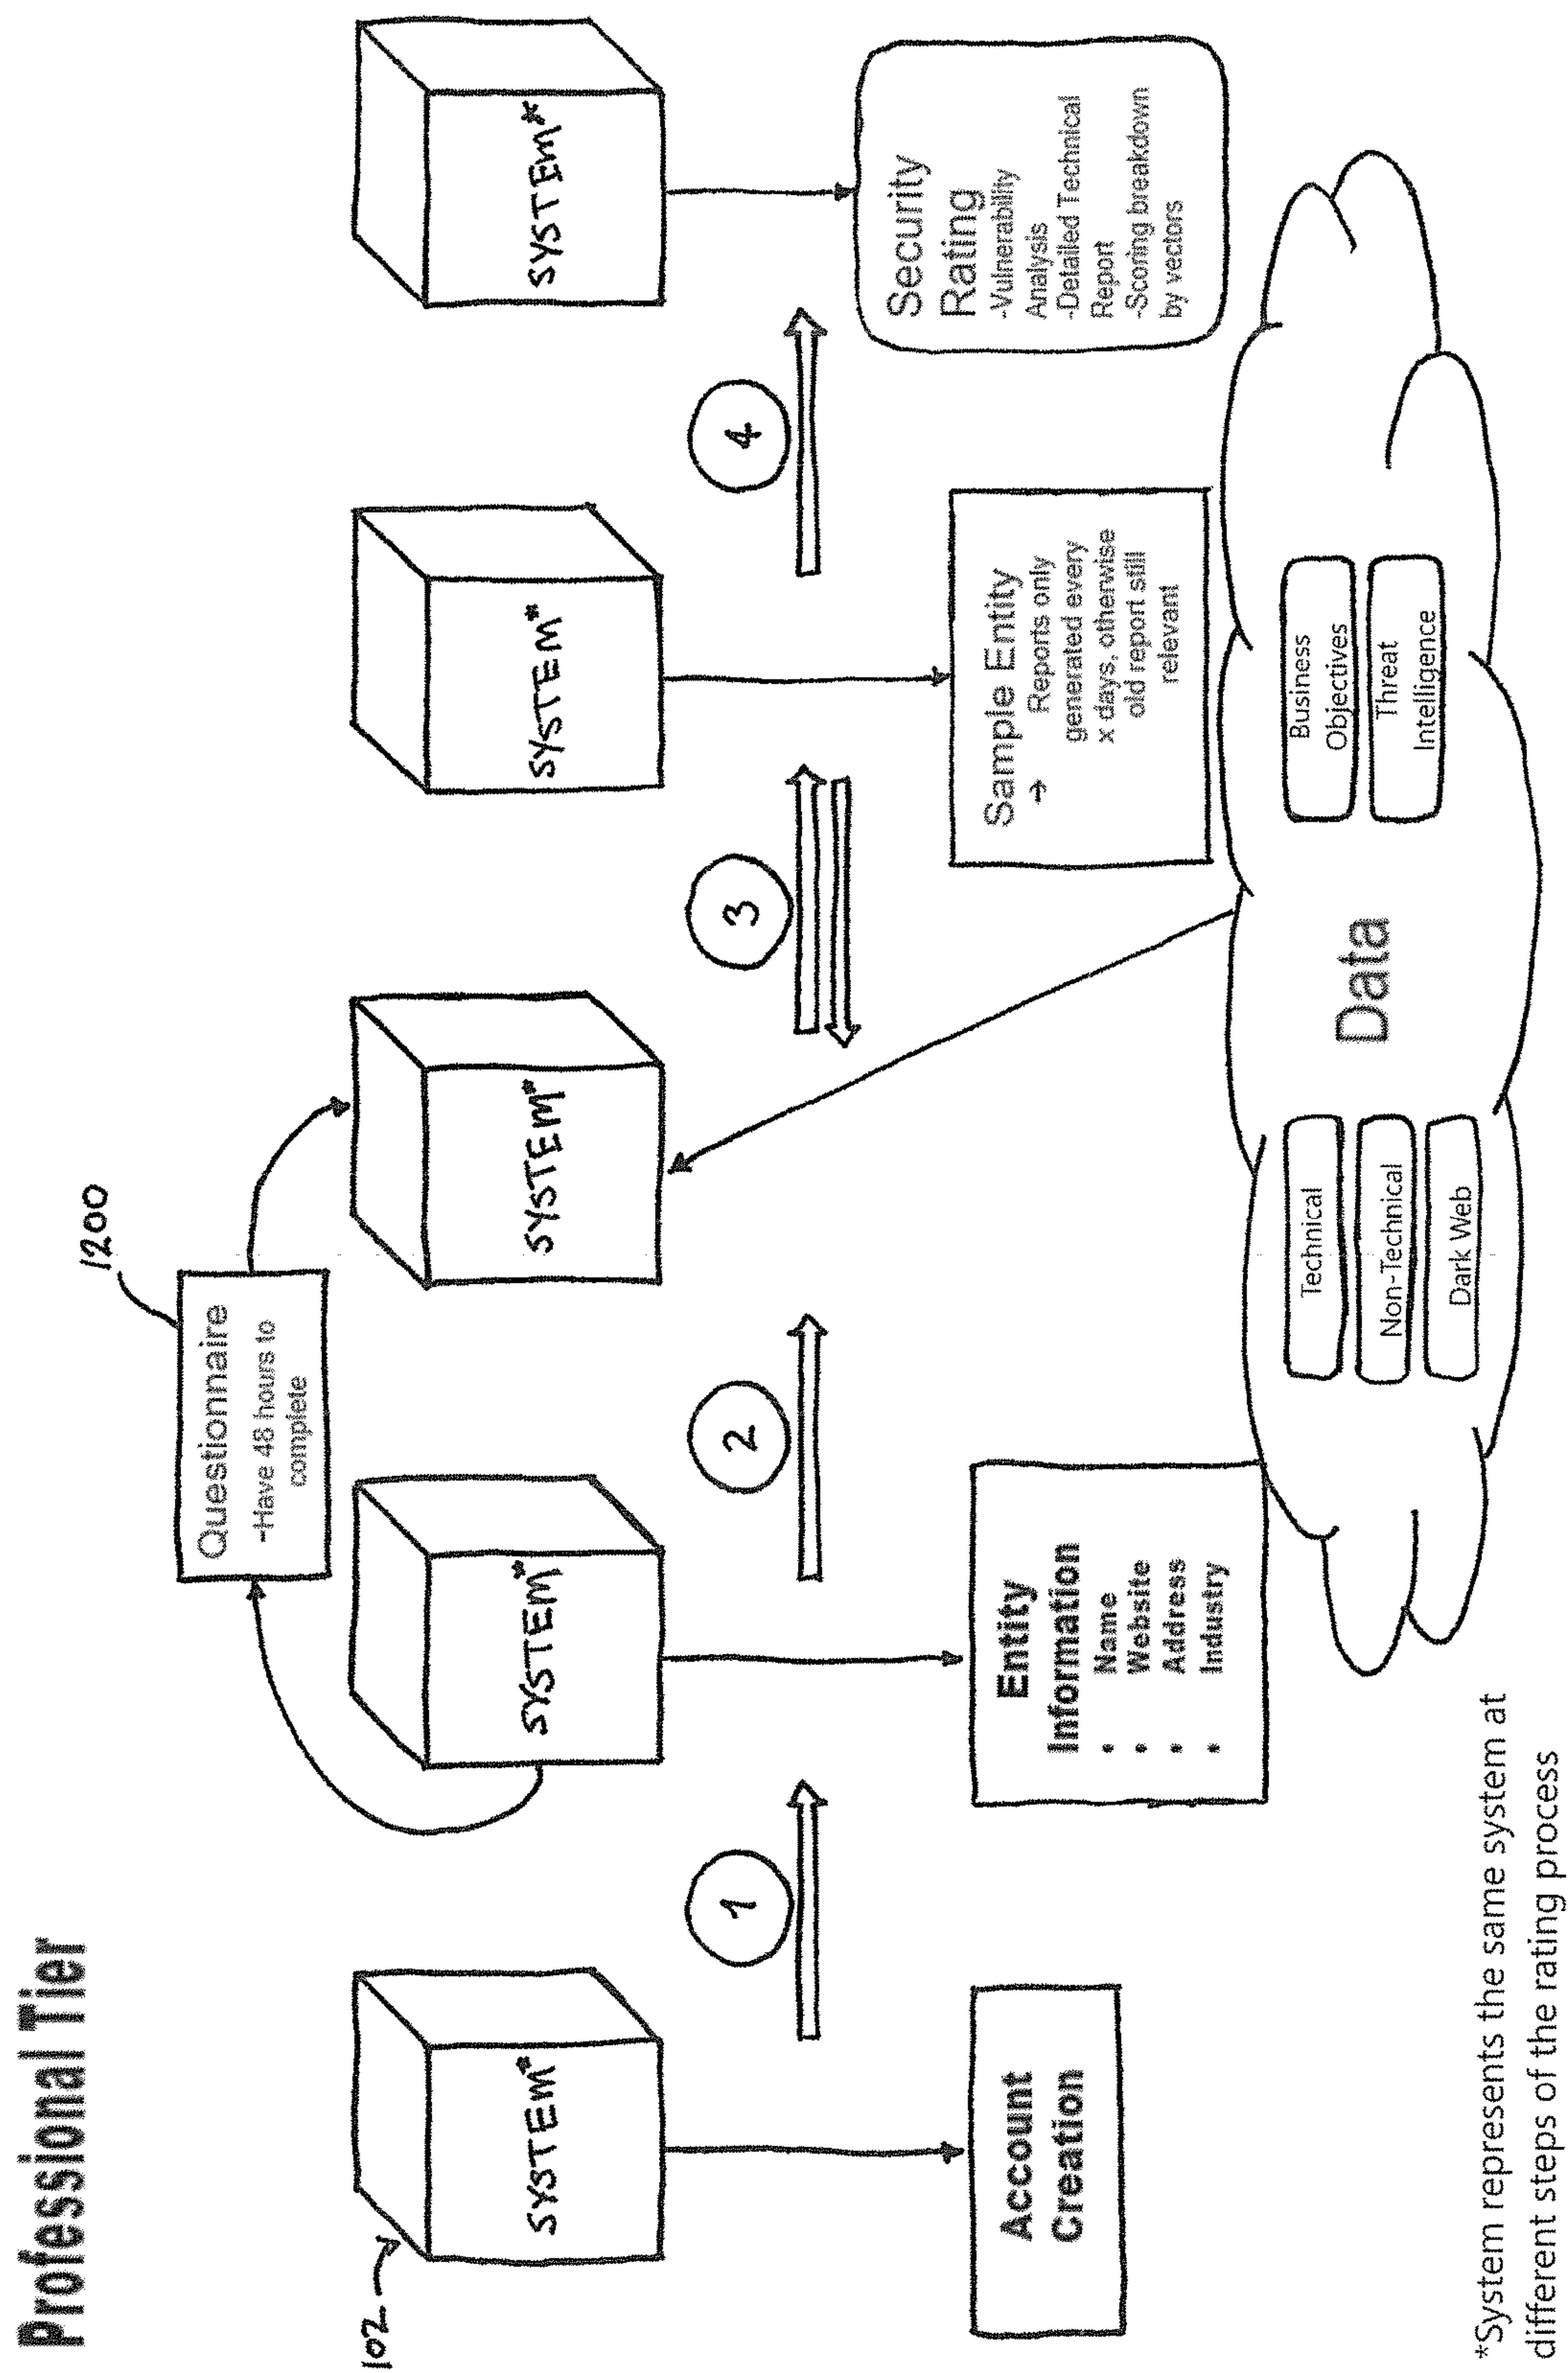 Professional Tier
1200
Questionnaire
-Have 48 hours to
complete
102
SYSTEM*
SYSTEM*
SYSTEM*
SYSTEM*
SYSTEM*
1
2
3
4
Account
Creation
Entity
Information
• Name
• Website
• Address
• Industry
Sample Entity
→ Reports only
generated every
x days, otherwise
old report still
relevant
Security
Rating
-Vulnerability
Analysis
-Detailed Technical
Report
-Scoring breakdown
by vectors
Technical
Non-Technical
Dark Web
Data
Business
Objectives
Threat
Intelligence
*System represents the same system at
different steps of the rating process